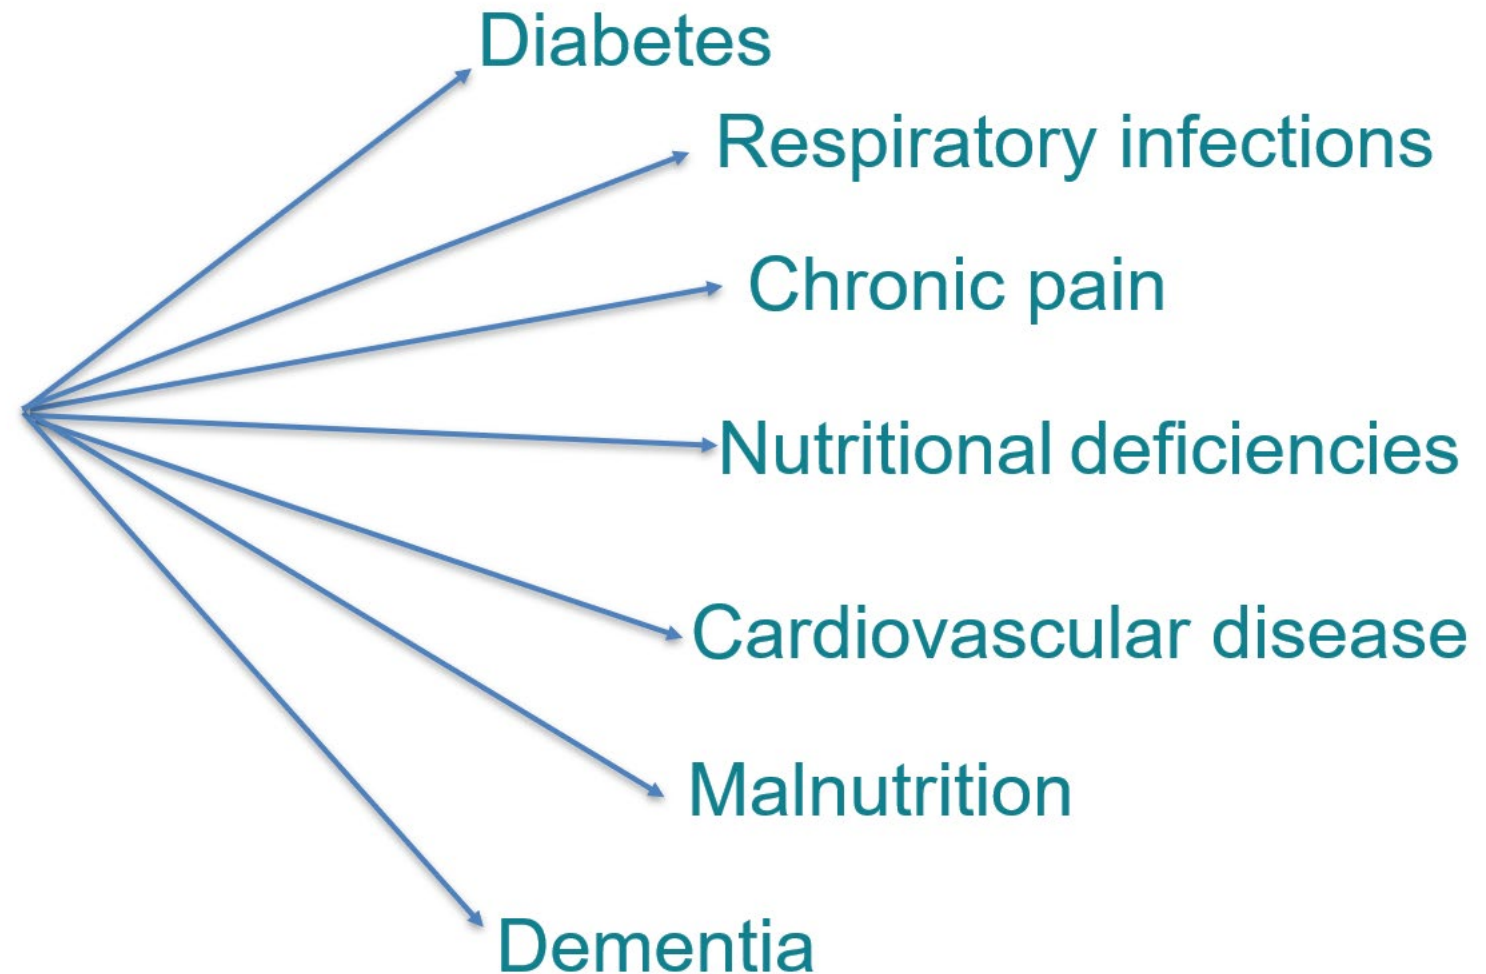 Diabetes
Respiratory infections
Chronic pain
Nutritional deficiencies
Cardiovascular disease
Malnutrition
Dementia